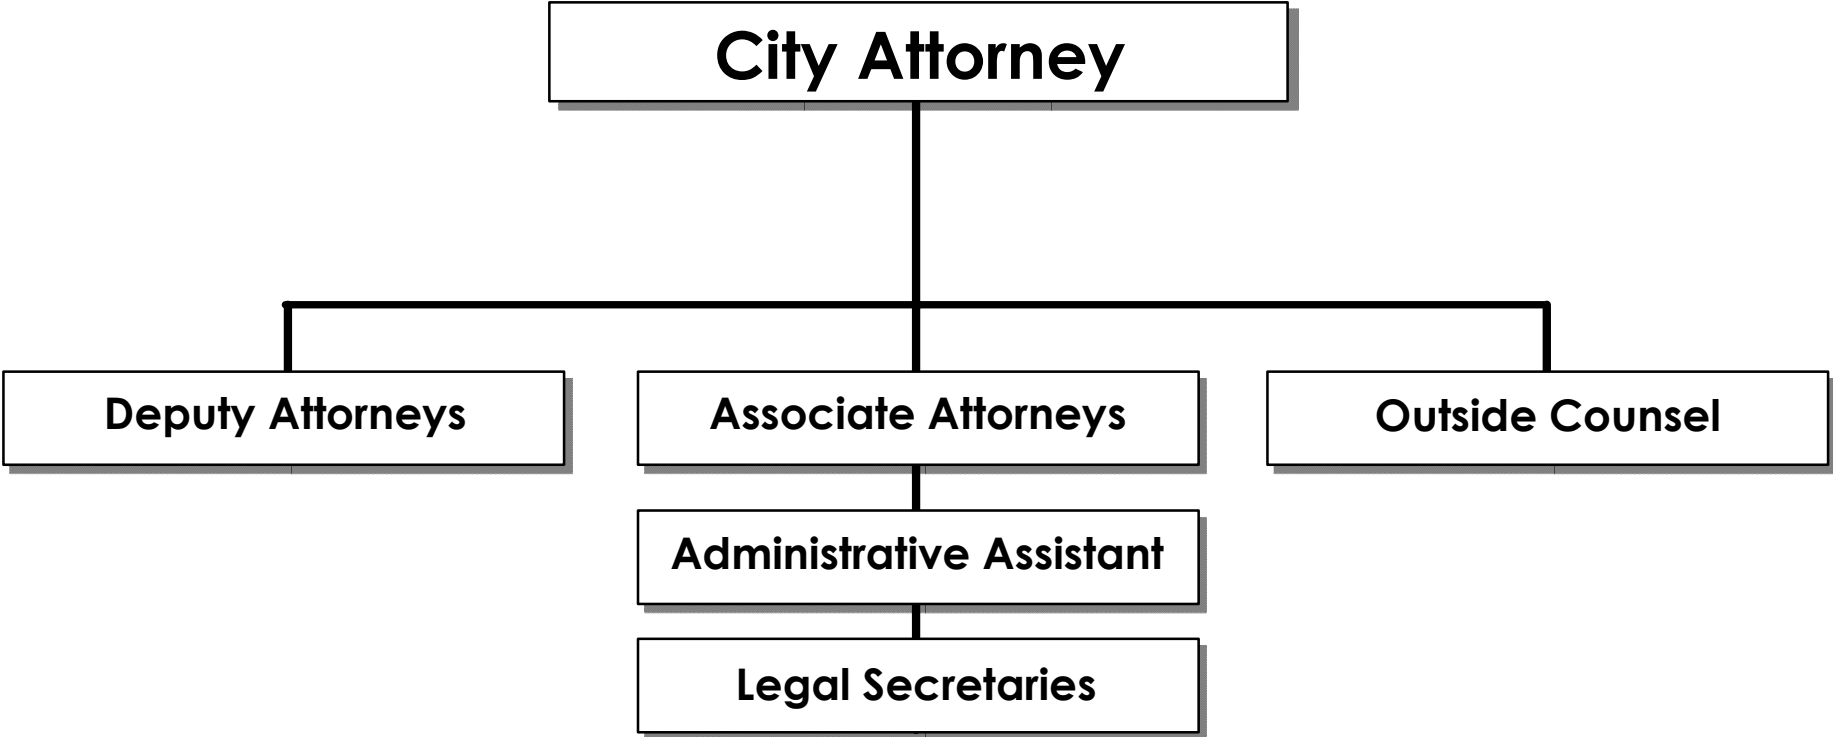 City Attorney
Deputy Attorneys
Associate Attorneys
Outside Counsel
Administrative Assistant
Legal Secretaries